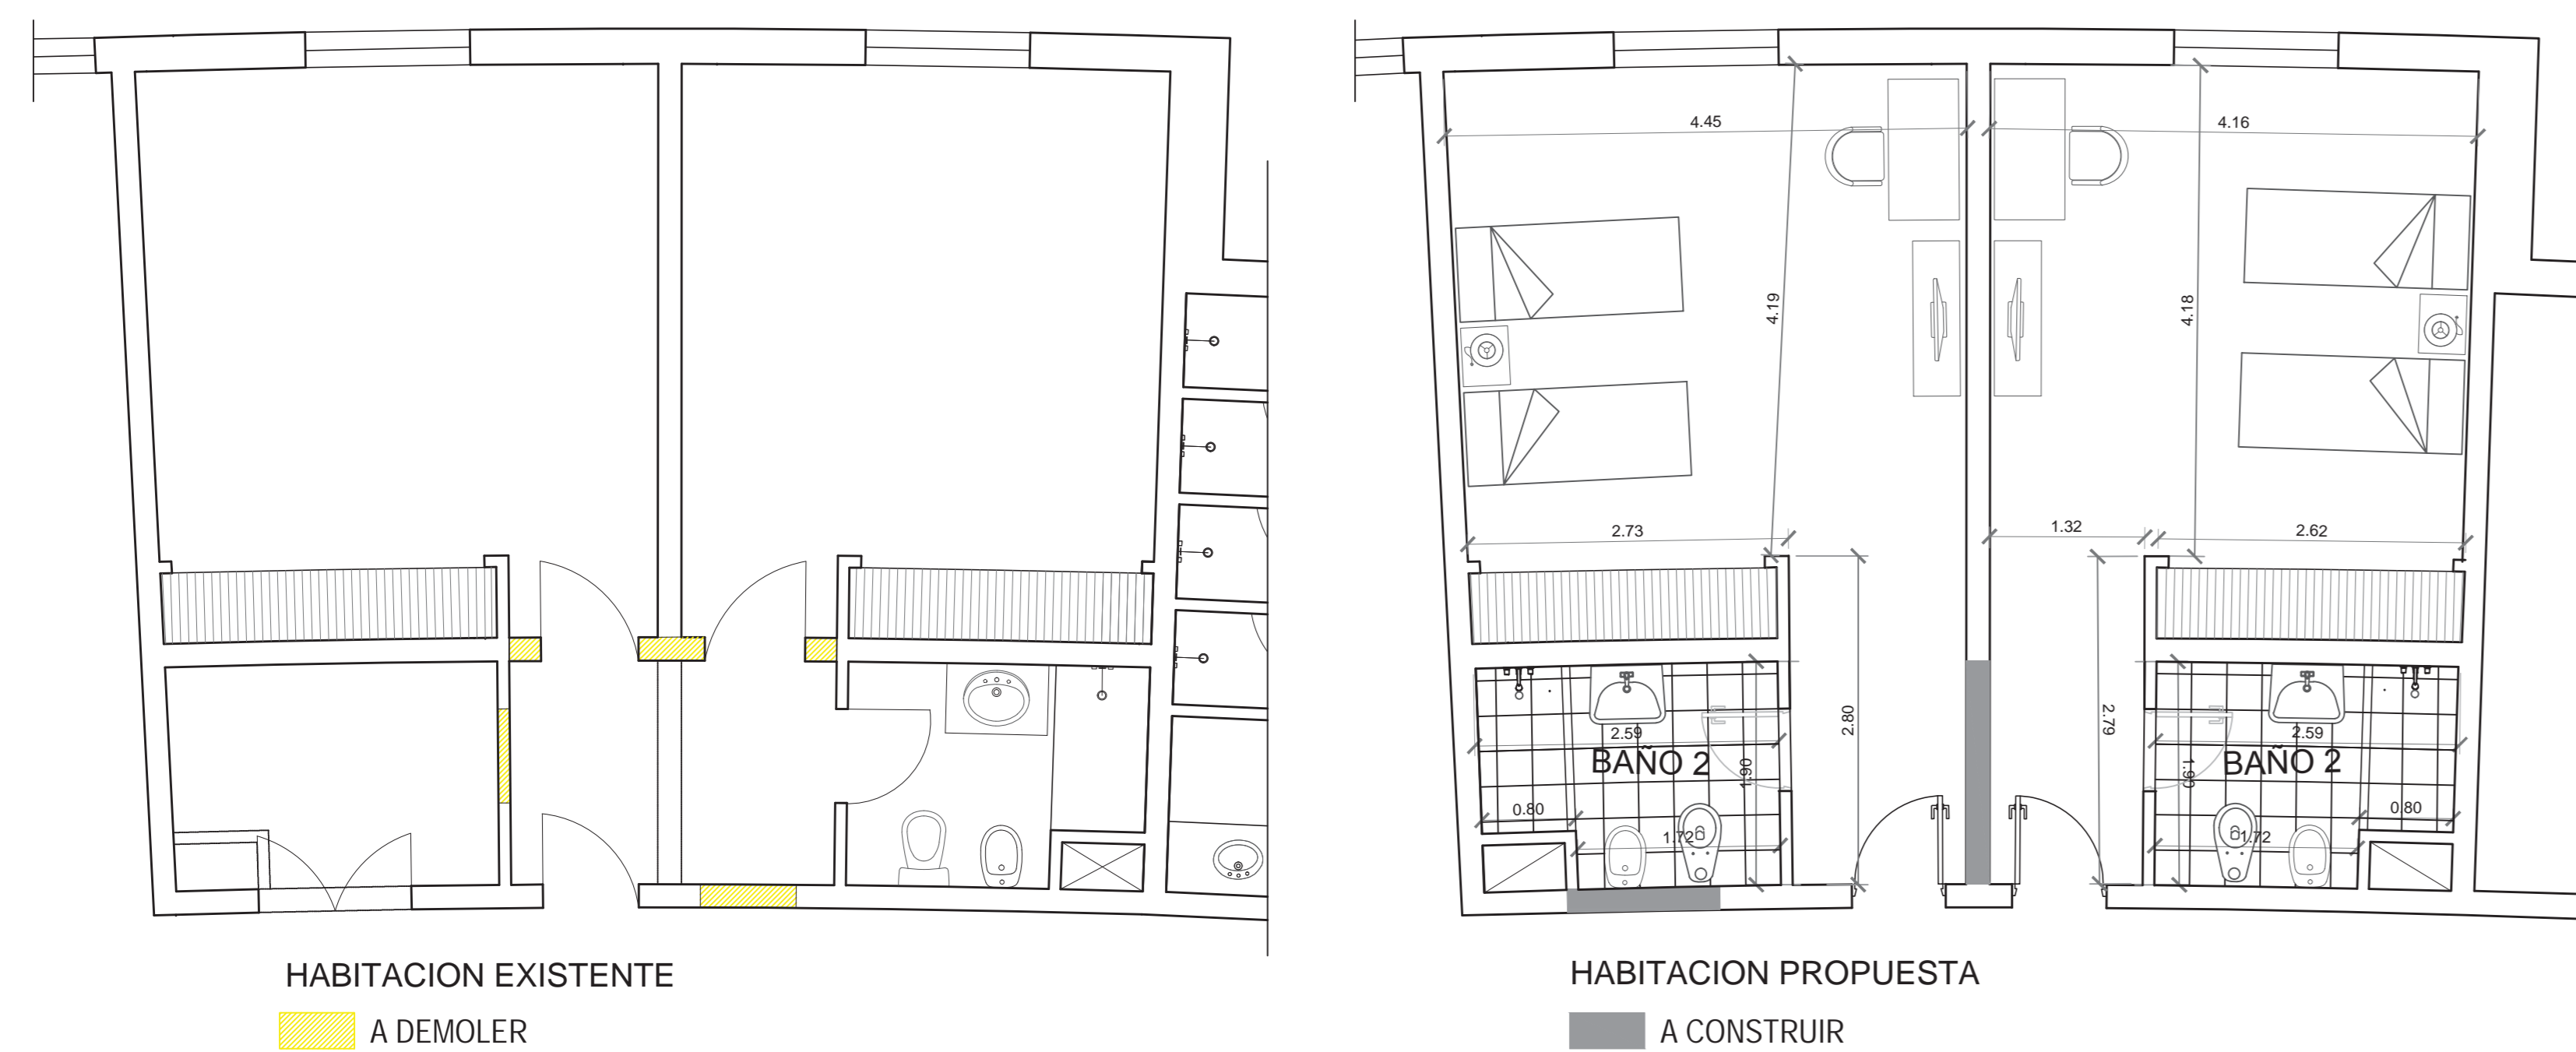 4.45
4.16
4.19
4.18
2.73
1.32
2.62
2.80
2.79
2.59
BAÑO 2
1.90
0.80
1.72
2.59
BAÑO 2
1.90
0.80
1.72
HABITACION EXISTENTE
A DEMOLER
HABITACION PROPUESTA
A CONSTRUIR